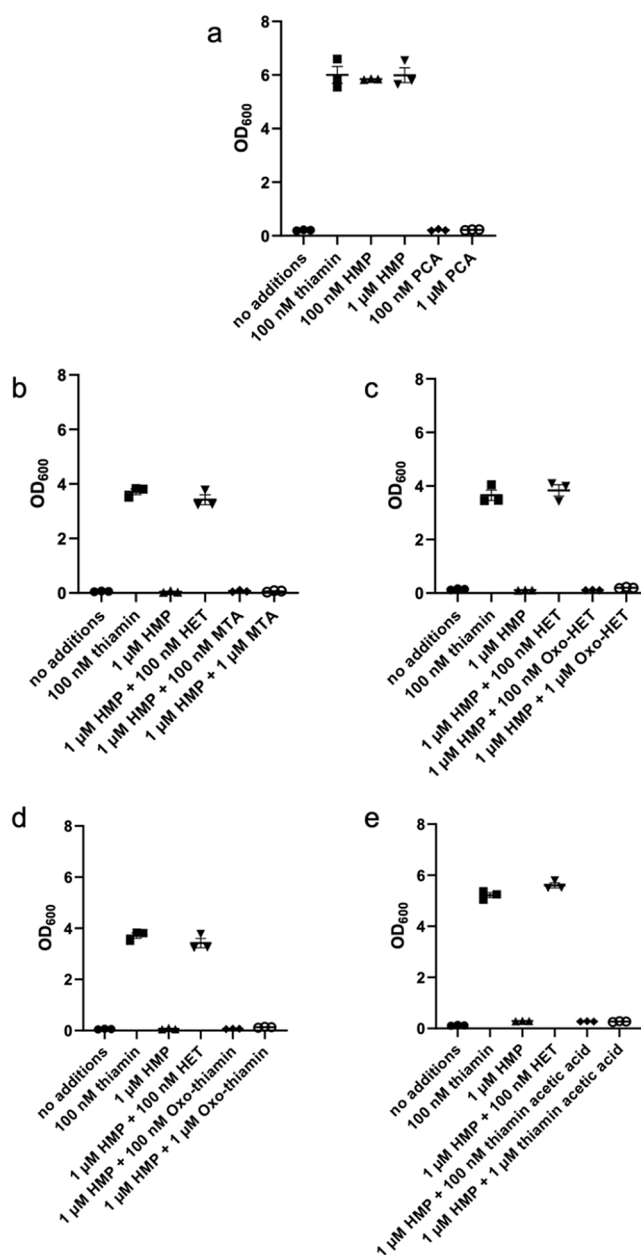 a
OD600
8
6
4
2
0
no additions
100 nM thiamin
100 nM HMP
1 µM HMP
100 nM PCA
1 µM PCA
b
OD600
8
6
4
2
0
no additions
100 nM thiamin
1 µM HMP
1 µM HMP + 100 nM HET
1 µM HMP + 100 nM MTA
1 µM HMP + 1 µM MTA
c
OD600
8
6
4
2
0
no additions
100 nM thiamin
1 µM HMP
1 µM HMP + 100 nM HET
1 µM HMP + 100 nM Oxo-HET
1 µM HMP + 1 µM Oxo-HET
d
OD600
8
6
4
2
0
no additions
100 nM thiamin
1 µM HMP
1 µM HMP + 100 nM HET
1 µM HMP + 100 nM Oxo-thiamin
1 µM HMP + 1 µM Oxo-thiamin
e
OD600
8
6
4
2
0
no additions
100 nM thiamin
1 µM HMP
1 µM HMP + 100 nM HET
1 µM HMP + 100 nM thiamin acetic acid
1 µM HMP + 1 µM thiamin acetic acid